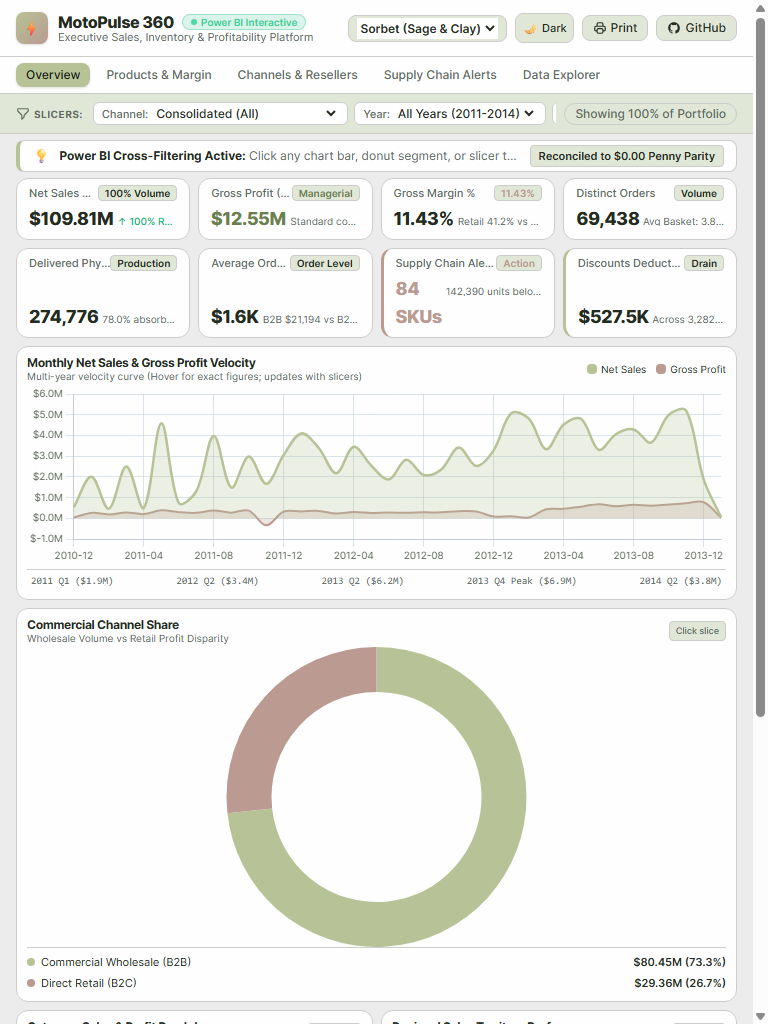 MotoPulse 360
Power BI Interactive
Executive Sales, Inventory & Profitability Platform
Sorbet (Sage & Clay)
Dark
Print
GitHub
Overview
Products & Margin
Channels & Resellers
Supply Chain Alerts
Data Explorer
SLICERS:
Channel: Consolidated (All)
Year: All Years (2011-2014)
Showing 100% of Portfolio
Power BI Cross-Filtering Active: Click any chart bar, donut segment, or slicer t...
Reconciled to $0.00 Penny Parity
Net Sales ... 100% Volume
$109.81M ↑ 100% R...
Gross Profit (... Managerial
$12.55M Standard co...
Gross Margin % 11.43%
11.43% Retail 41.2% vs ...
Distinct Orders Volume
69,438 Avg Basket: 3.8...
Delivered Phy... Production
274,776 78.0% absorb...
Average Ord... Order Level
$1.6K B2B $21,194 vs B2...
Supply Chain Ale... Action
84 SKUs 142,390 units belo...
Discounts Deduct... Drain
$527.5K Across 3,282...
Monthly Net Sales & Gross Profit Velocity
Multi-year velocity curve (Hover for exact figures; updates with slicers)
Net Sales
Gross Profit
$6.0M
$5.0M
$4.0M
$3.0M
$2.0M
$1.0M
$0.0M
$-1.0M
2010-12 2011-04 2011-08 2011-12 2012-04 2012-08 2012-12 2013-04 2013-08 2013-12
2011 Q1 ($1.9M) 2012 Q2 ($3.4M) 2013 Q2 ($6.2M) 2013 Q4 Peak ($6.9M) 2014 Q2 ($3.8M)
Commercial Channel Share
Wholesale Volume vs Retail Profit Disparity
Click slice
Commercial Wholesale (B2B) $80.45M (73.3%)
Direct Retail (B2C) $29.36M (26.7%)